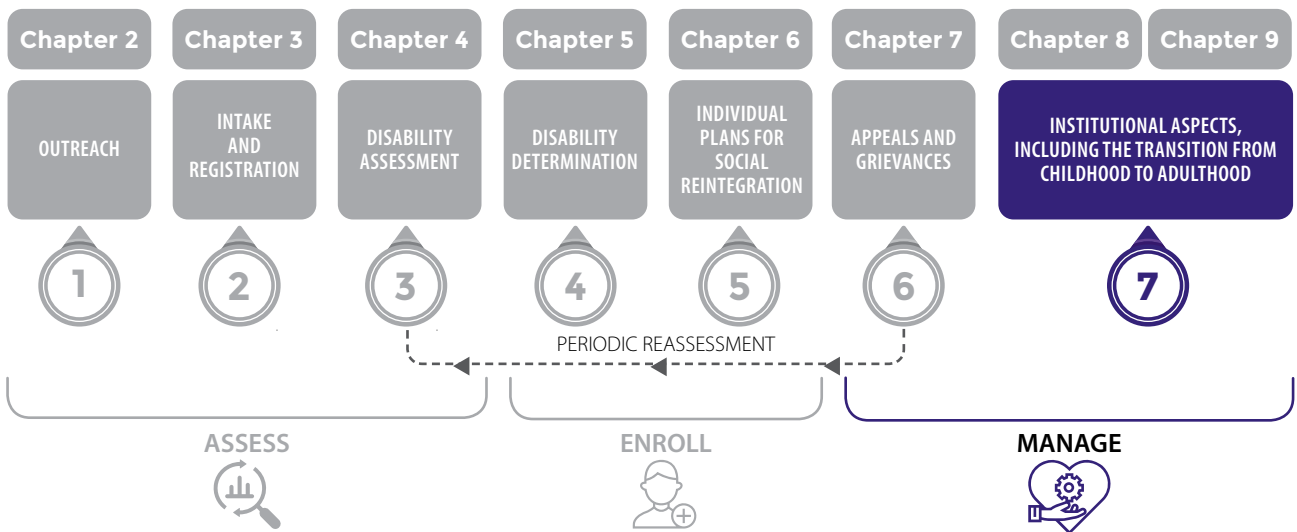 Chapter 2
Chapter 3
Chapter 4
Chapter 5
Chapter 6
Chapter 7
Chapter 8
Chapter 9
OUTREACH
INTAKE
AND
REGISTRATION
DISABILITY
ASSESSMENT
DISABILITY
DETERMINATION
INDIVIDUAL
PLANS FOR
SOCIAL
REINTEGRATION
APPEALS AND
GRIEVANCES
INSTITUTIONAL ASPECTS,
INCLUDING THE TRANSITION FROM
CHILDHOOD TO ADULTHOOD
1
2
3
4
5
6
7
PERIODIC REASSESSMENT
ASSESS
ENROLL
MANAGE